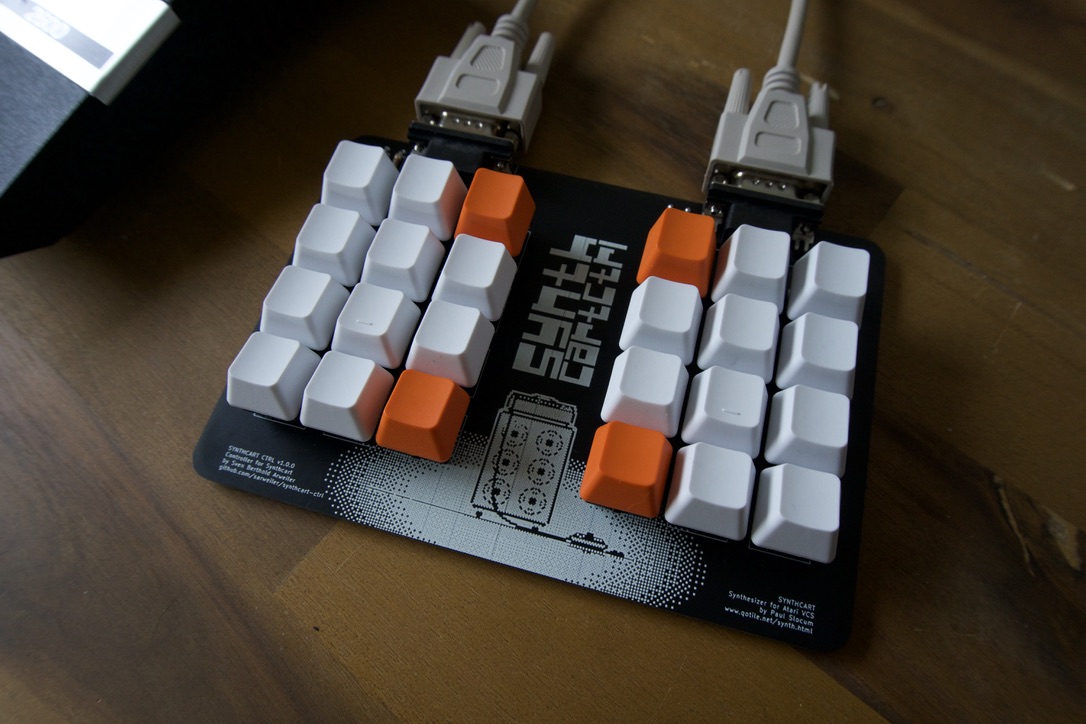 synth
SYNTHCART CTRL v1.0.0
Controller for Synthcart
by Sven Berthold Arweiler
github.com/sarweiler/synthcart-ctrl
SYNTHCART
Synthesizer for Atari VCS
by Paul Slocum
www.qotile.net/synth.html